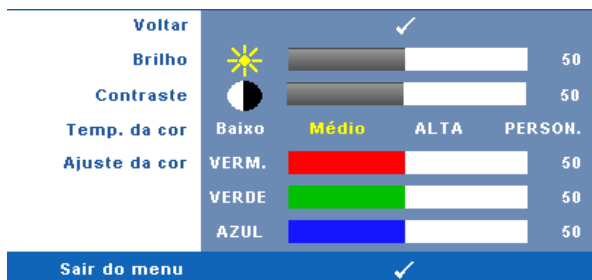 Voltar
Brilho 50
Contraste 50
Temp. da cor Baixo Médio ALTA PERSON.
Ajuste da cor VERM. 50
VERDE 50
AZUL 50
Sair do menu